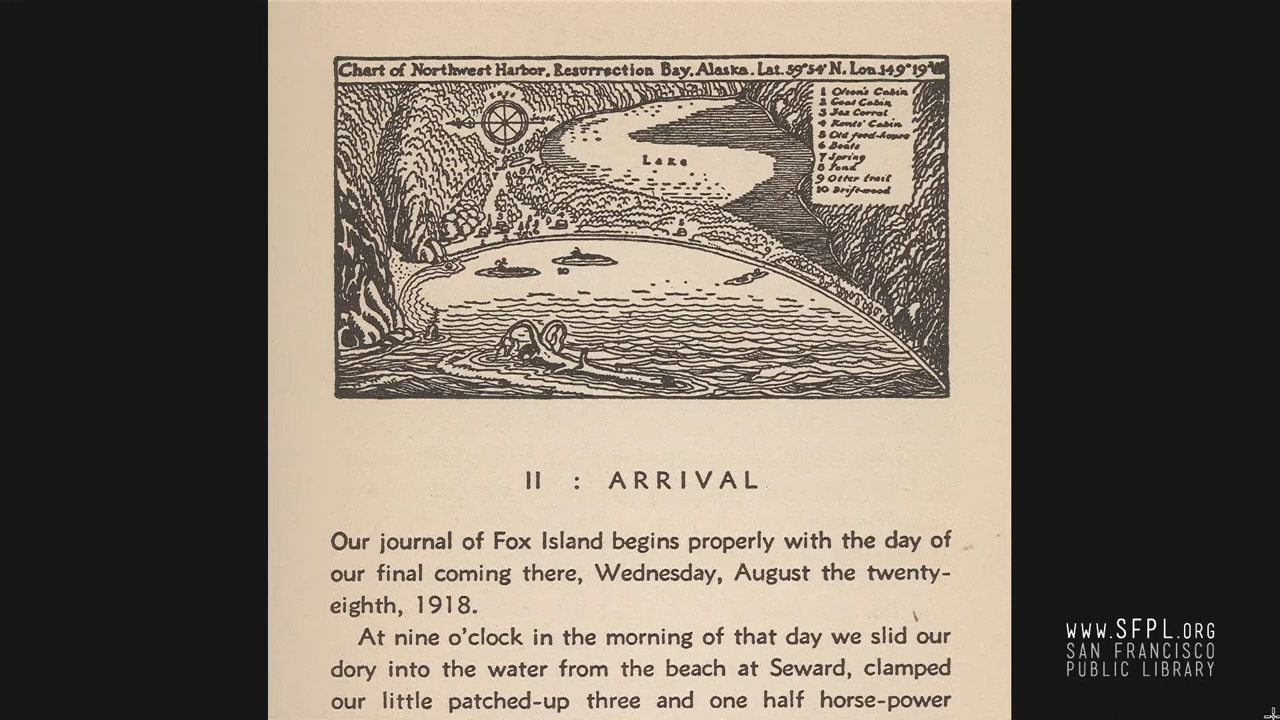 Chart of Northwest Harbor, Resurrection Bay, Alaska. Lat. 59°54' N. Lon. 149°19' W
1 Olson's Cabin
2 Goat Cabin
3 Fox Corral
4 Kents' Cabin
5 Old feed-house
6 Boats
7 Spring
8 Pond
9 Otter trail
10 Drift-wood
Lake
10
II : ARRIVAL
Our journal of Fox Island begins properly with the day of
our final coming there, Wednesday, August the twenty-
eighth, 1918.
At nine o'clock in the morning of that day we slid our
dory into the water from the beach at Seward, clamped
our little patched-up three and one half horse-power
WWW.SFPL.ORG
SAN FRANCISCO
PUBLIC LIBRARY